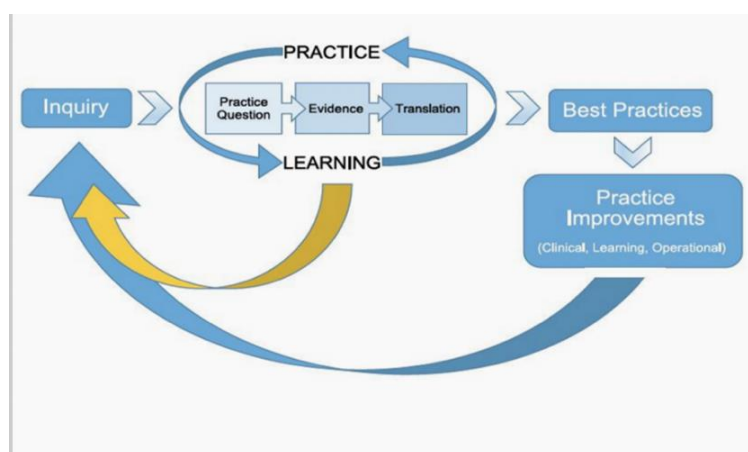 PRACTICE
Inquiry
Practice
Question
Evidence
Translation
LEARNING
Best Practices
Practice
Improvements
(Clinical, Learning, Operational)